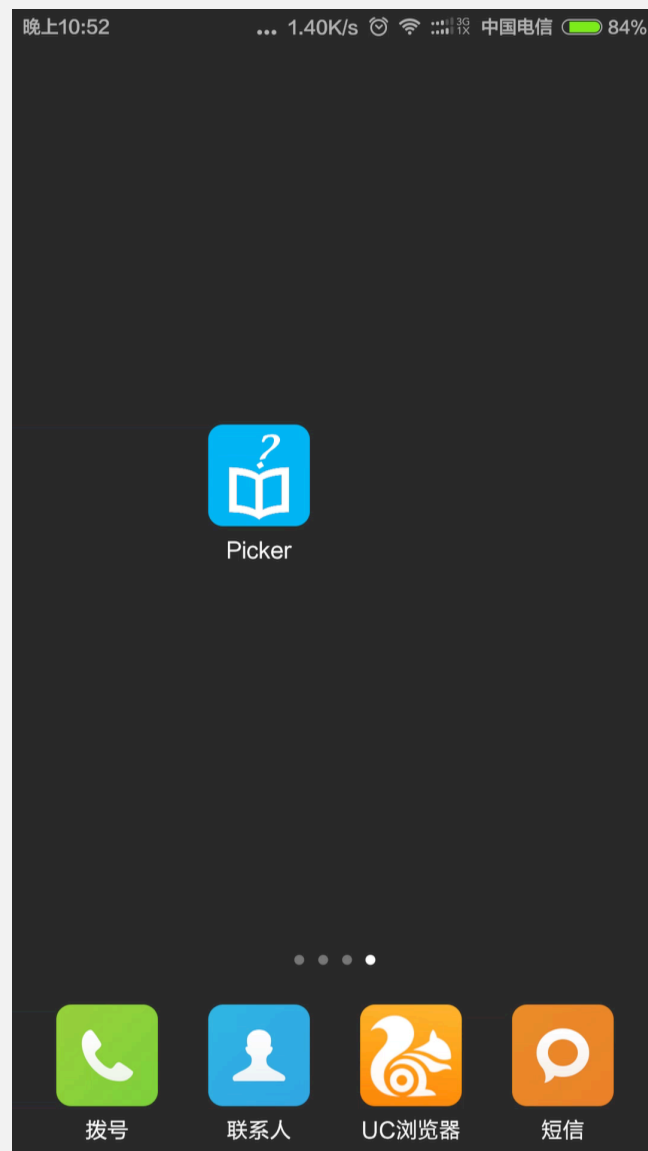 晚上10:52 ... 1.40K/s 3G 1X 中国电信 84%
?
Picker
拨号 联系人 UC浏览器 短信